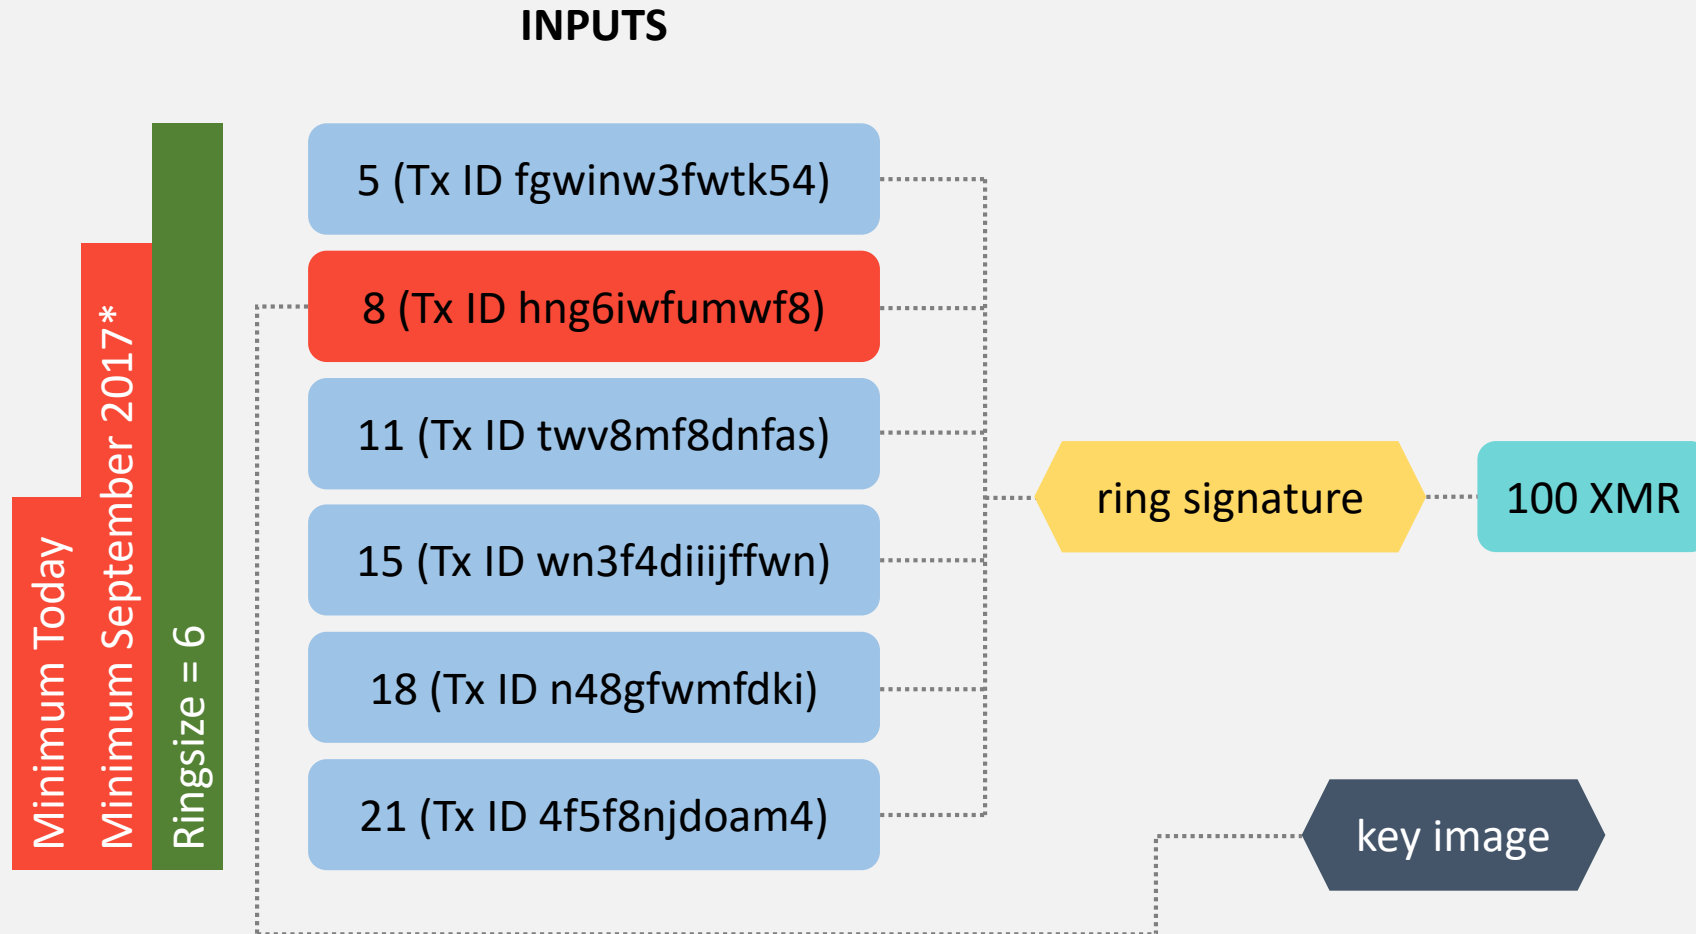 INPUTS
Minimum Today
Minimum September 2017*
Ringsize = 6
5 (Tx ID fgwinw3fwtk54)
8 (Tx ID hng6iwfumwf8)
11 (Tx ID twv8mf8dnfas)
15 (Tx ID wn3f4diiijffwn)
18 (Tx ID n48gfwmfdki)
21 (Tx ID 4f5f8njdoam4)
ring signature
100 XMR
key image